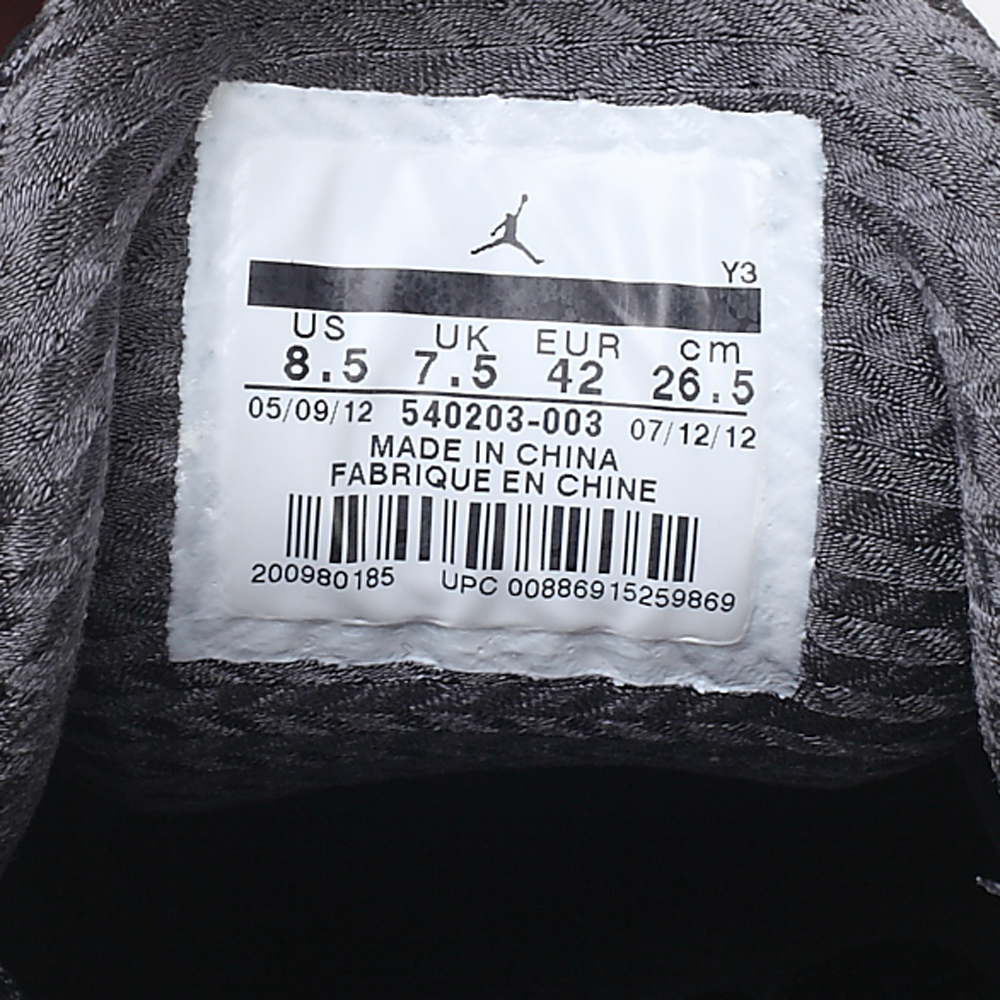 Y3
US UK EUR cm
8.5 7.5 42 26.5
05/09/12 540203-003 07/12/12
MADE IN CHINA
FABRIQUE EN CHINE
200980185 UPC 00886915259869